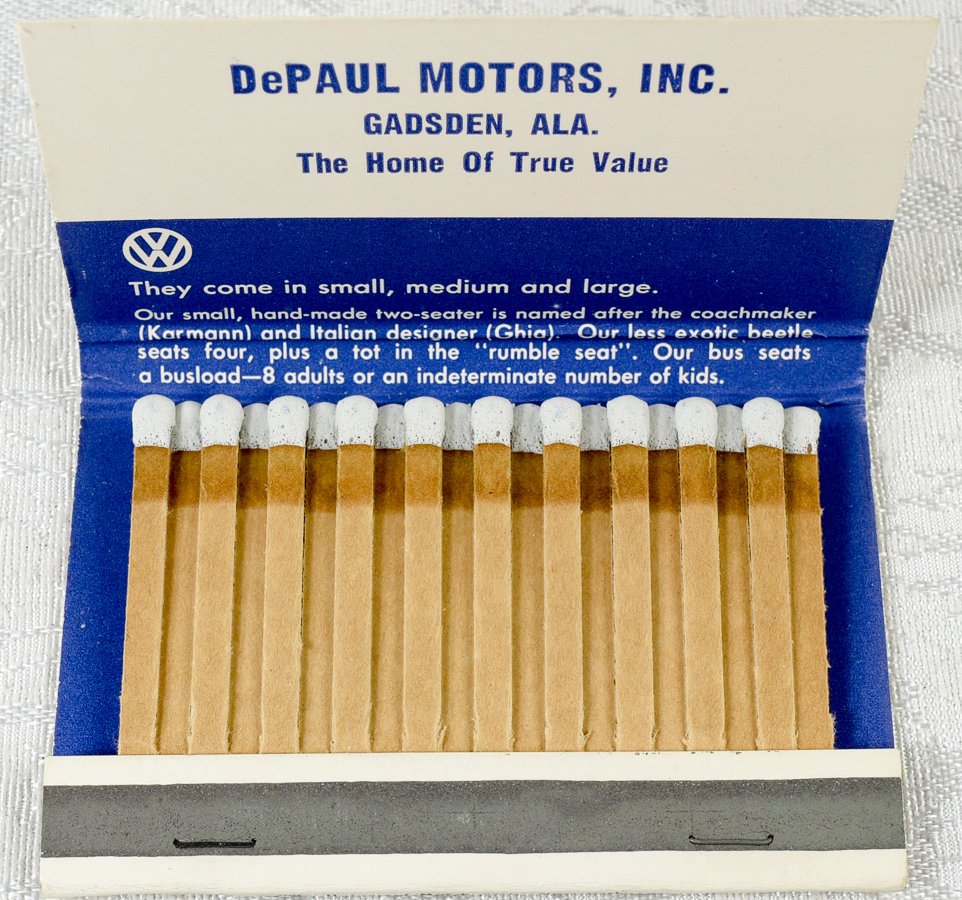 DePAUL MOTORS, INC.
GADSDEN, ALA.
The Home Of True Value
VW
They come in small, medium and large.
Our small, hand-made two-seater is named after the coachmaker
(Karmann) and Italian designer (Ghia). Our less exotic beetle
seats four, plus a tot in the "rumble seat". Our bus seats
a busload—8 adults or an indeterminate number of kids.